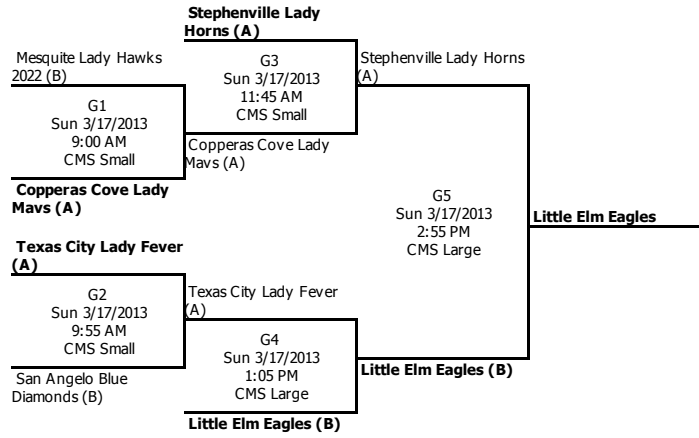 Stephenville Lady
Horns (A)
Mesquite Lady Hawks
2022 (B)
G3
Sun 3/17/2013
11:45 AM
CMS Small
Stephenville Lady Horns
(A)
G1
Sun 3/17/2013
9:00 AM
CMS Small
Copperas Cove Lady
Mavs (A)
Copperas Cove Lady
Mavs (A)
G5
Sun 3/17/2013
2:55 PM
CMS Large
Little Elm Eagles
Texas City Lady Fever
(A)
G2
Sun 3/17/2013
9:55 AM
CMS Small
Texas City Lady Fever
(A)
G4
Sun 3/17/2013
1:05 PM
CMS Large
Little Elm Eagles (B)
San Angelo Blue
Diamonds (B)
Little Elm Eagles (B)